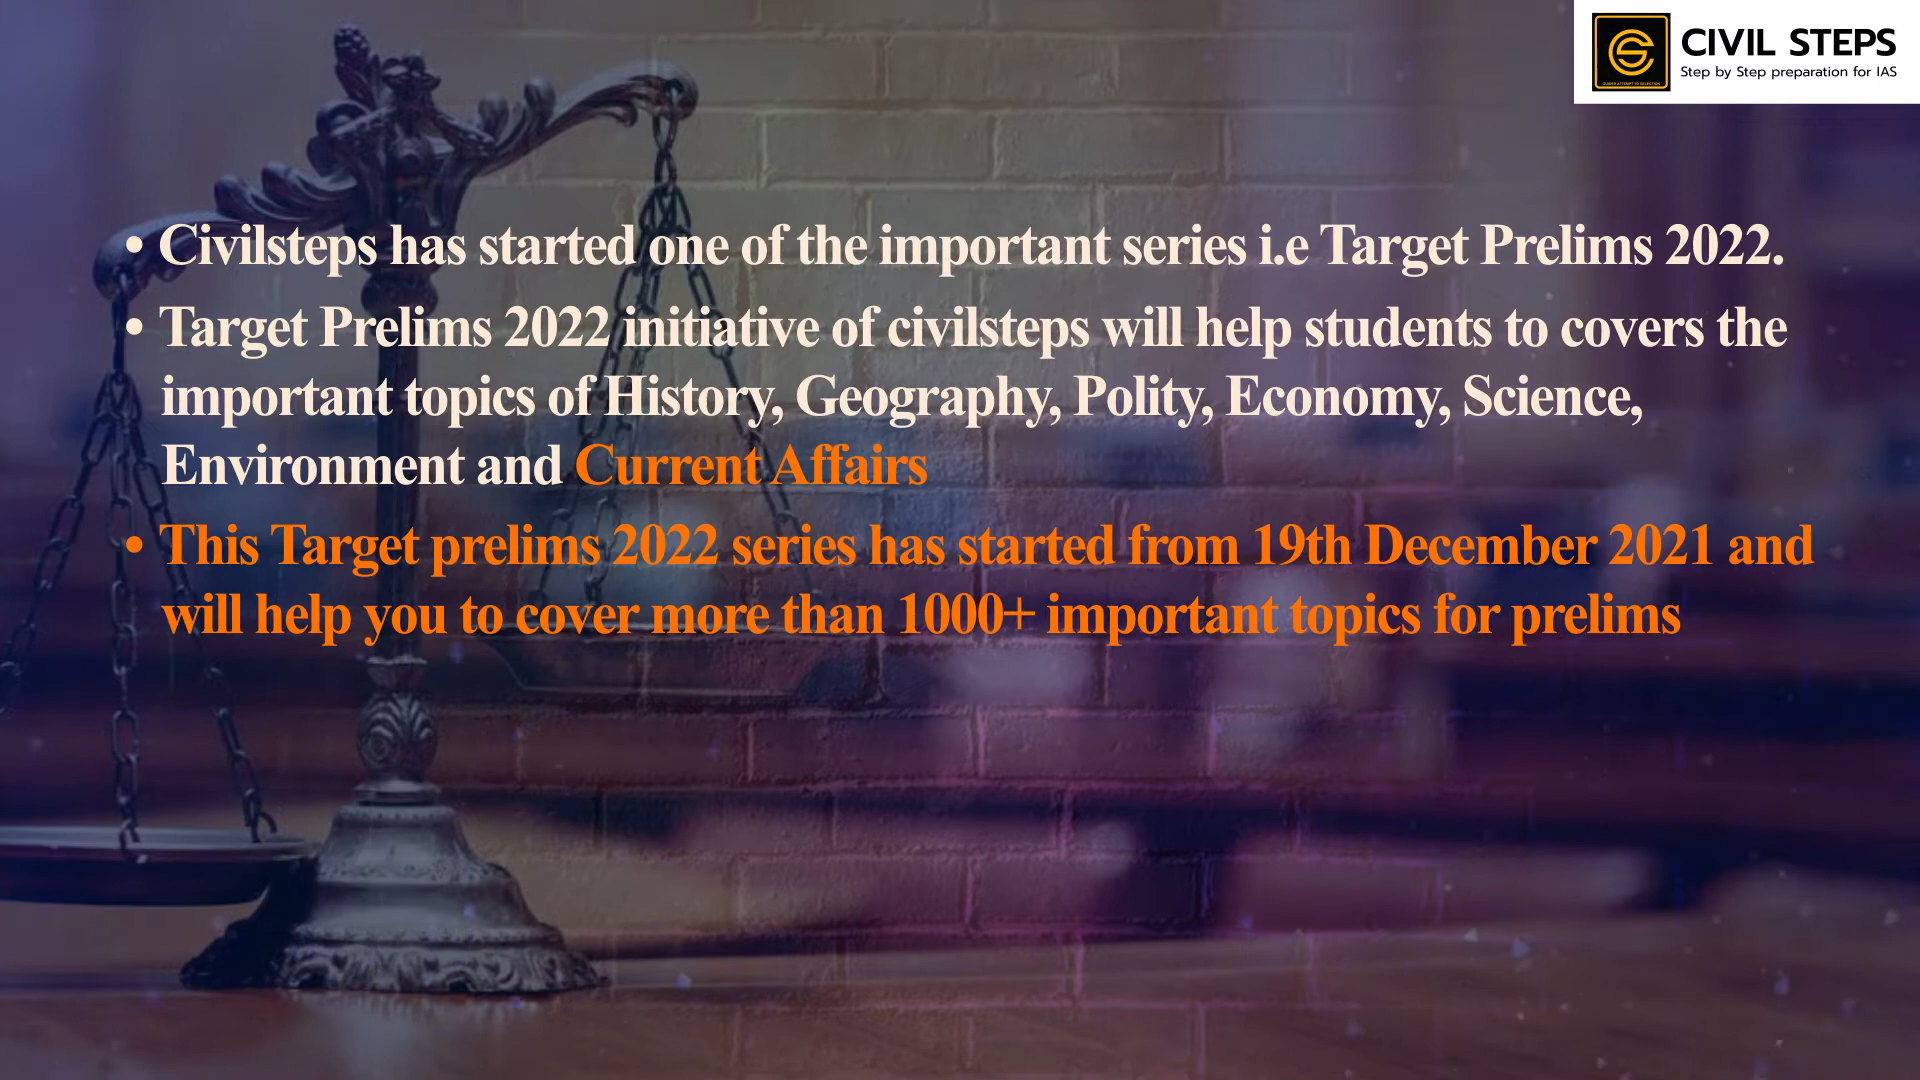 CIVIL STEPS
Step by Step preparation for IAS
• Civilsteps has started one of the important series i.e Target Prelims 2022.
• Target Prelims 2022 initiative of civilsteps will help students to covers the
important topics of History, Geography, Polity, Economy, Science,
Environment and Current Affairs
• This Target prelims 2022 series has started from 19th December 2021 and
will help you to cover more than 1000+ important topics for prelims